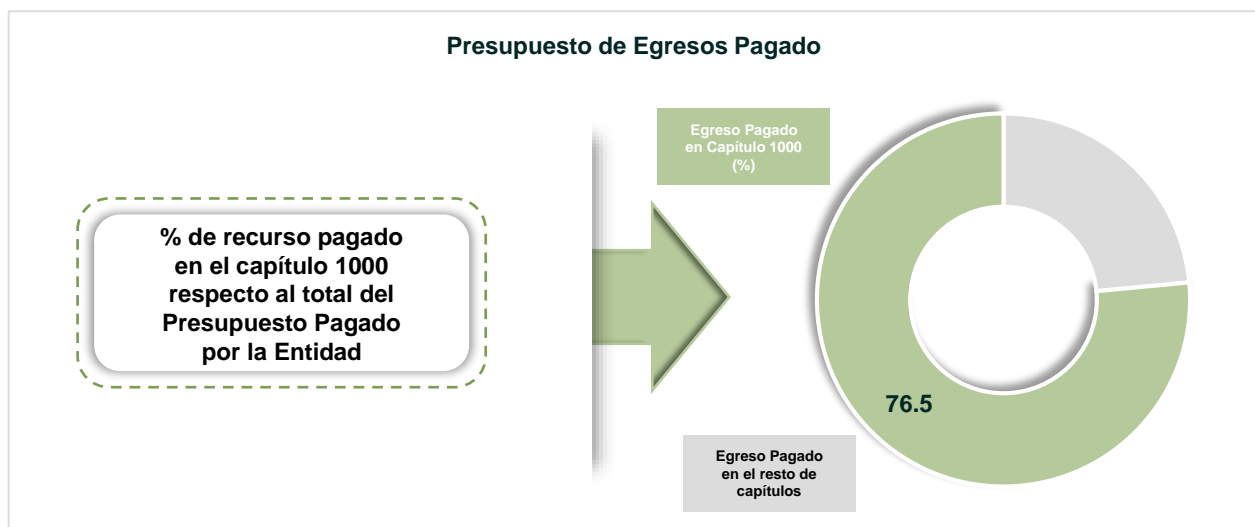 Presupuesto de Egresos Pagado
Egreso Pagado
en Capítulo 1000
(%)
% de recurso pagado
en el capítulo 1000
respecto al total del
Presupuesto Pagado
por la Entidad
76.5
Egreso Pagado
en el resto de
capítulos